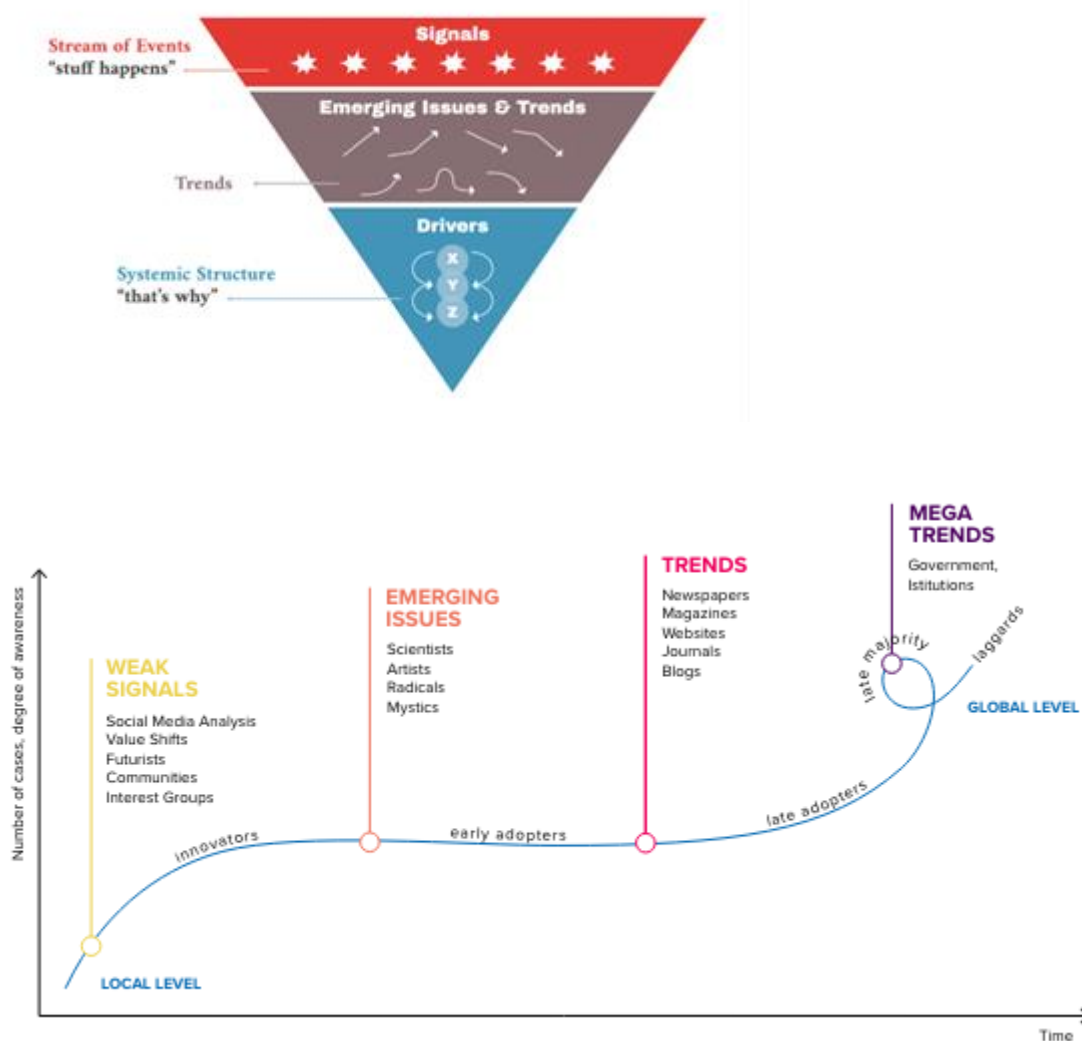 Signals
Stream of Events
“stuff happens”
Emerging Issues & Trends
Trends
Drivers
X
Y
Z
Systemic Structure
“that’s why”
Number of cases, degree of awareness
WEAK
SIGNALS
Social Media Analysis
Value Shifts
Futurists
Communities
Interest Groups
EMERGING
ISSUES
Scientists
Artists
Radicals
Mystics
TRENDS
Newspapers
Magazines
Websites
Journals
Blogs
MEGA
TRENDS
Government,
Istitutions
innovators
early adopters
late adopters
late majority
laggards
LOCAL LEVEL
GLOBAL LEVEL
Time